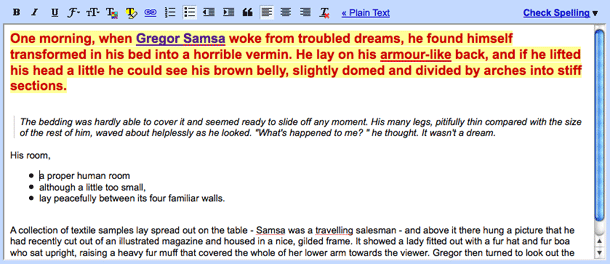 B I U « Plain Text Check Spelling ▼
One morning, when Gregor Samsa woke from troubled dreams, he found himself
transformed in his bed into a horrible vermin. He lay on his armour-like back, and if he lifted
his head a little he could see his brown belly, slightly domed and divided by arches into stiff
sections.
The bedding was hardly able to cover it and seemed ready to slide off any moment. His many legs, pitifully thin compared with the size
of the rest of him, waved about helplessly as he looked. "What's happened to me? " he thought. It wasn't a dream.
His room,
• a proper human room
• although a little too small,
• lay peacefully between its four familiar walls.
A collection of textile samples lay spread out on the table - Samsa was a travelling salesman - and above it there hung a picture that he
had recently cut out of an illustrated magazine and housed in a nice, gilded frame. It showed a lady fitted out with a fur hat and fur boa
who sat upright, raising a heavy fur muff that covered the whole of her lower arm towards the viewer. Gregor then turned to look out the